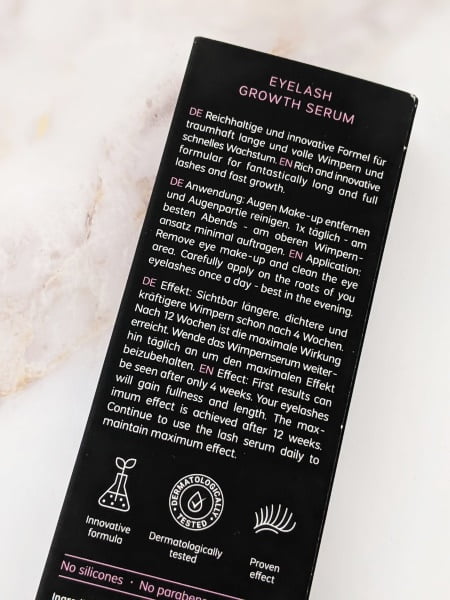 EYELASH
GROWTH SERUM
DE Reichhaltige und innovative Formel für
traumhaft lange und volle Wimpern und
schnelles Wachstum. EN Rich and innovative
formular for fantastically long and full
lashes and fast growth.
DE Anwendung: Augen Make-up entfernen
und Augenpartie reinigen. 1x täglich - am
besten Abends - am oberen Wimpern-
ansatz minimal auftragen. EN Application:
Remove eye make-up and clean the eye
area. Carefully apply on the roots of you
eyelashes once a day - best in the evening.
DE Effekt: Sichtbar längere, dichtere und
kräftigere Wimpern schon nach 4 Wochen.
Nach 12 Wochen ist die maximale Wirkung
erreicht. Wende das Wimpernserum weiter-
hin täglich an um den maximalen Effekt
beizubehalten. EN Effect: First results can
be seen after only 4 weeks. Your eyelashes
will gain fullness and length. The max-
imum effect is achieved after 12 weeks.
Continue to use the lash serum daily to
maintain maximum effect.
DERMATOLOGICALLY
TESTED
Innovative
formula
Dermatologically
tested
Proven
effect
No silicones · No parabens